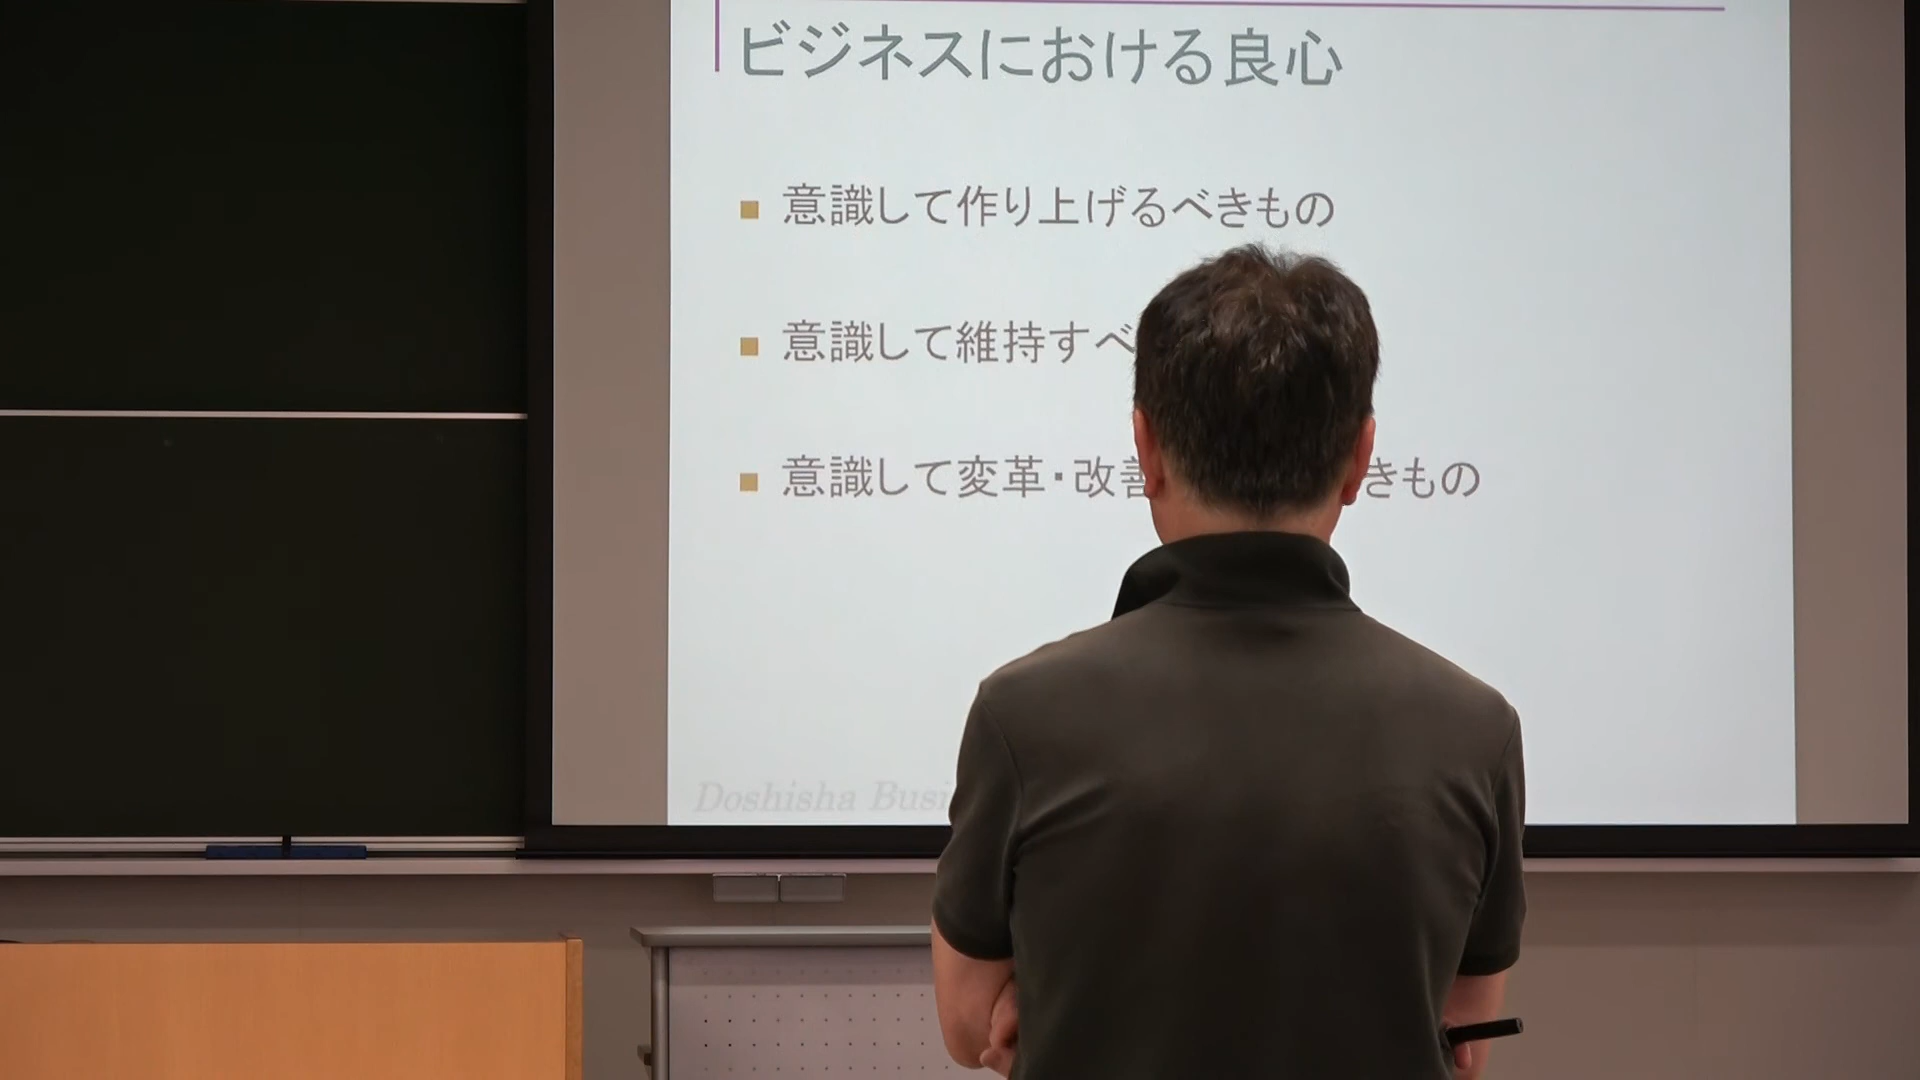 ビジネスにおける良心
意識して作り上げるべきもの
意識して維持すべ
意識して変革・改善 きもの
Doshisha Busi